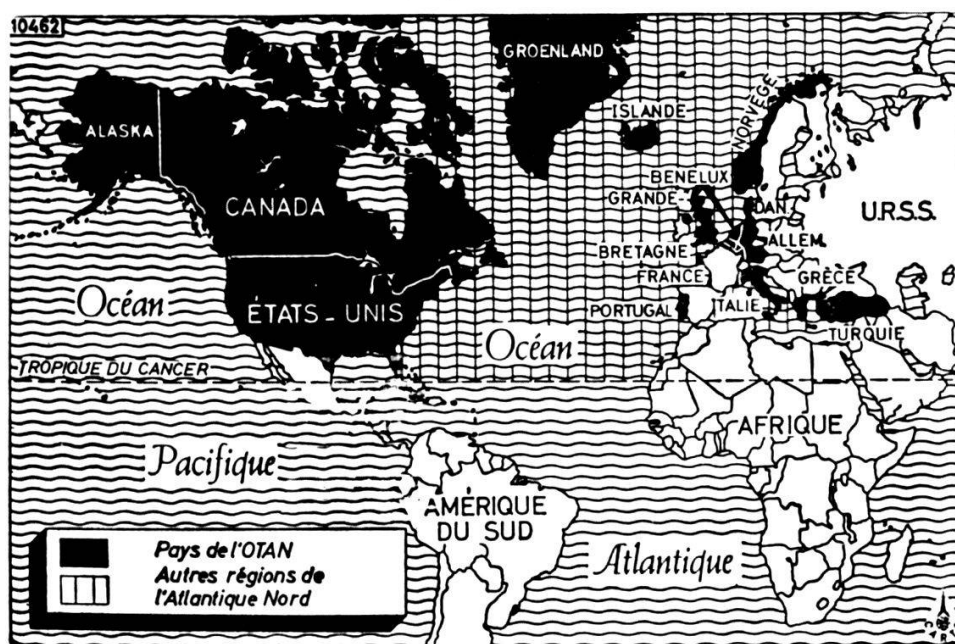 10462
GROENLAND
ALASKA
ISLANDE
NORVÈGE
BENELUX
CANADA
GRANDE-
DAN.
U.R.S.S.
ALLEM.
BRETAGNE
FRANCE
GRÈCE
Océan
ÉTATS-UNIS
PORTUGAL
ITALIE
Océan
TURQUIE
TROPIQUE DU CANCER
AFRIQUE
Pacifique
AMÉRIQUE
DU SUD
Atlantique
Pays de l'OTAN
Autres régions de
l'Atlantique Nord